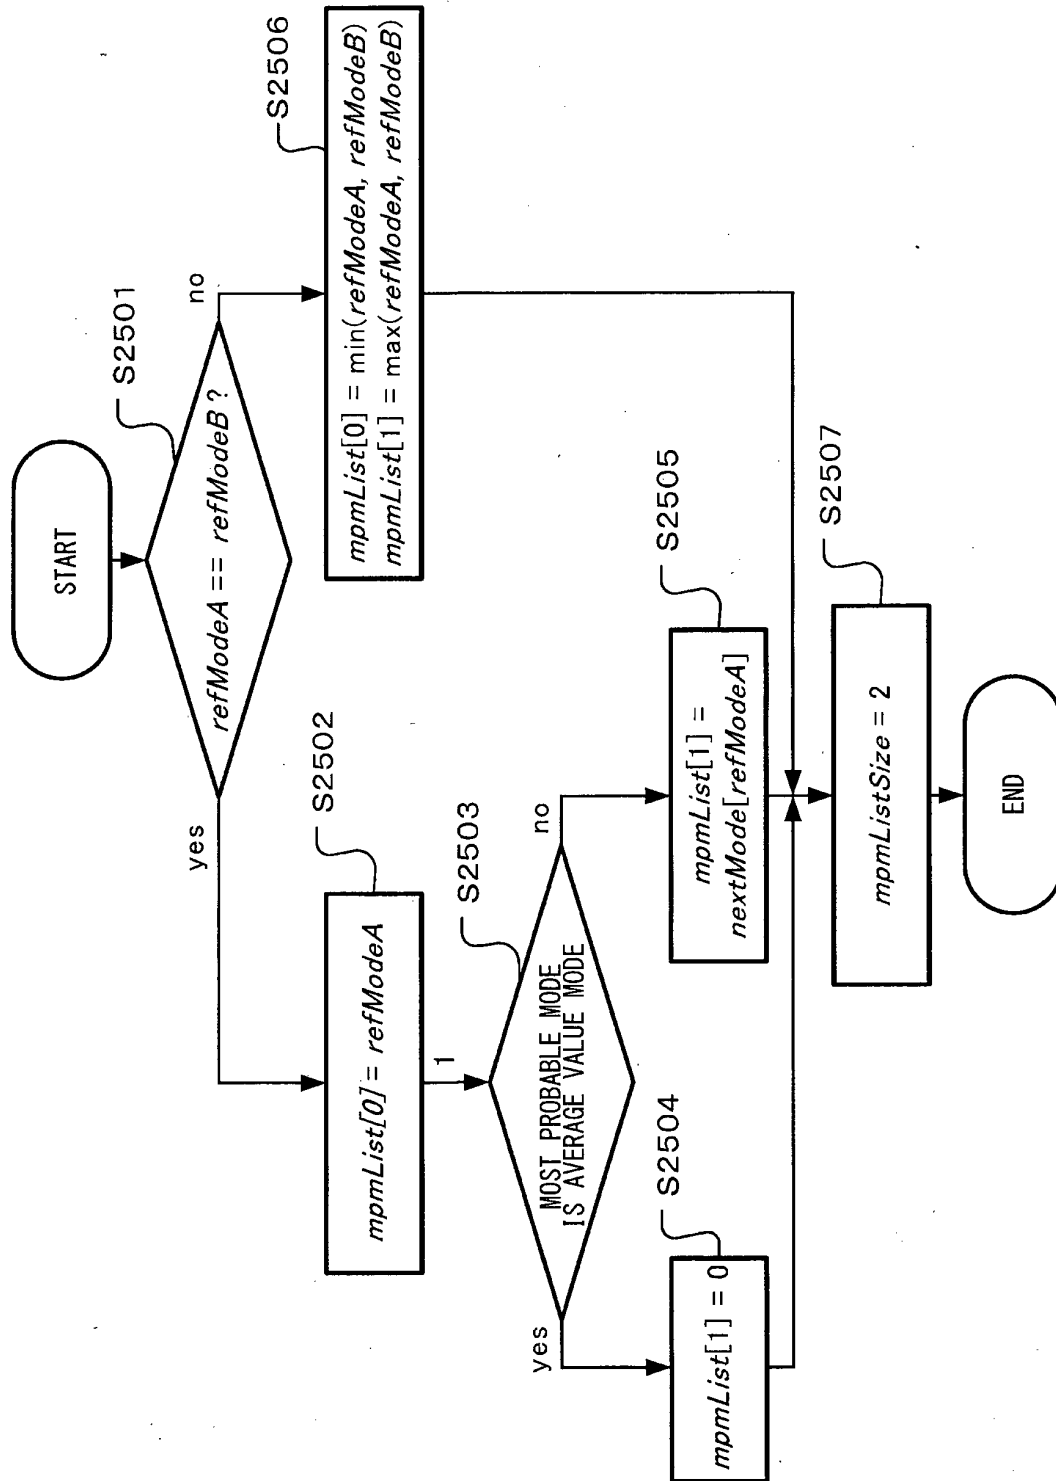 START
S2501
refModeA == refModeB ?
yes
no
S2502
mpmList[0] = refModeA
1
S2506
mpmList[0] = min(refModeA, refModeB)
mpmList[1] = max(refModeA, refModeB)
S2503
MOST PROBABLE MODE
IS AVERAGE VALUE MODE
yes
no
S2504
mpmList[1] = 0
S2505
mpmList[1] =
nextMode[refModeA]
S2507
mpmListSize = 2
END